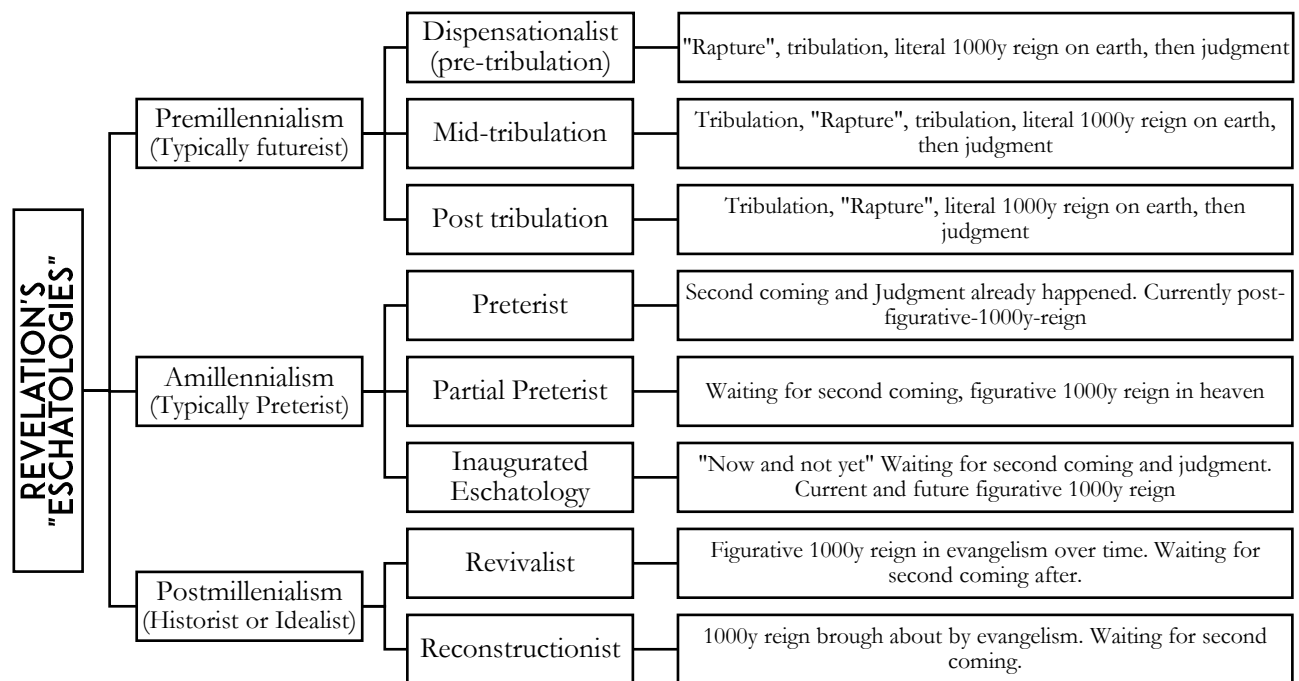 REVELATION'S
"ESCHATOLOGIES"
Premillennialism
(Typically futureist)
Dispensationalist
(pre-tribulation)
"Rapture", tribulation, literal 1000y reign on earth, then judgment
Mid-tribulation
Tribulation, "Rapture", tribulation, literal 1000y reign on earth,
then judgment
Post tribulation
Tribulation, "Rapture", literal 1000y reign on earth, then
judgment
Amillennialism
(Typically Preterist)
Preterist
Second coming and Judgment already happened. Currently post-
figurative-1000y-reign
Partial Preterist
Waiting for second coming, figurative 1000y reign in heaven
Inaugurated
Eschatology
"Now and not yet" Waiting for second coming and judgment.
Current and future figurative 1000y reign
Postmillenialism
(Historist or Idealist)
Revivalist
Figurative 1000y reign in evangelism over time. Waiting for
second coming after.
Reconstructionist
1000y reign brough about by evangelism. Waiting for second
coming.